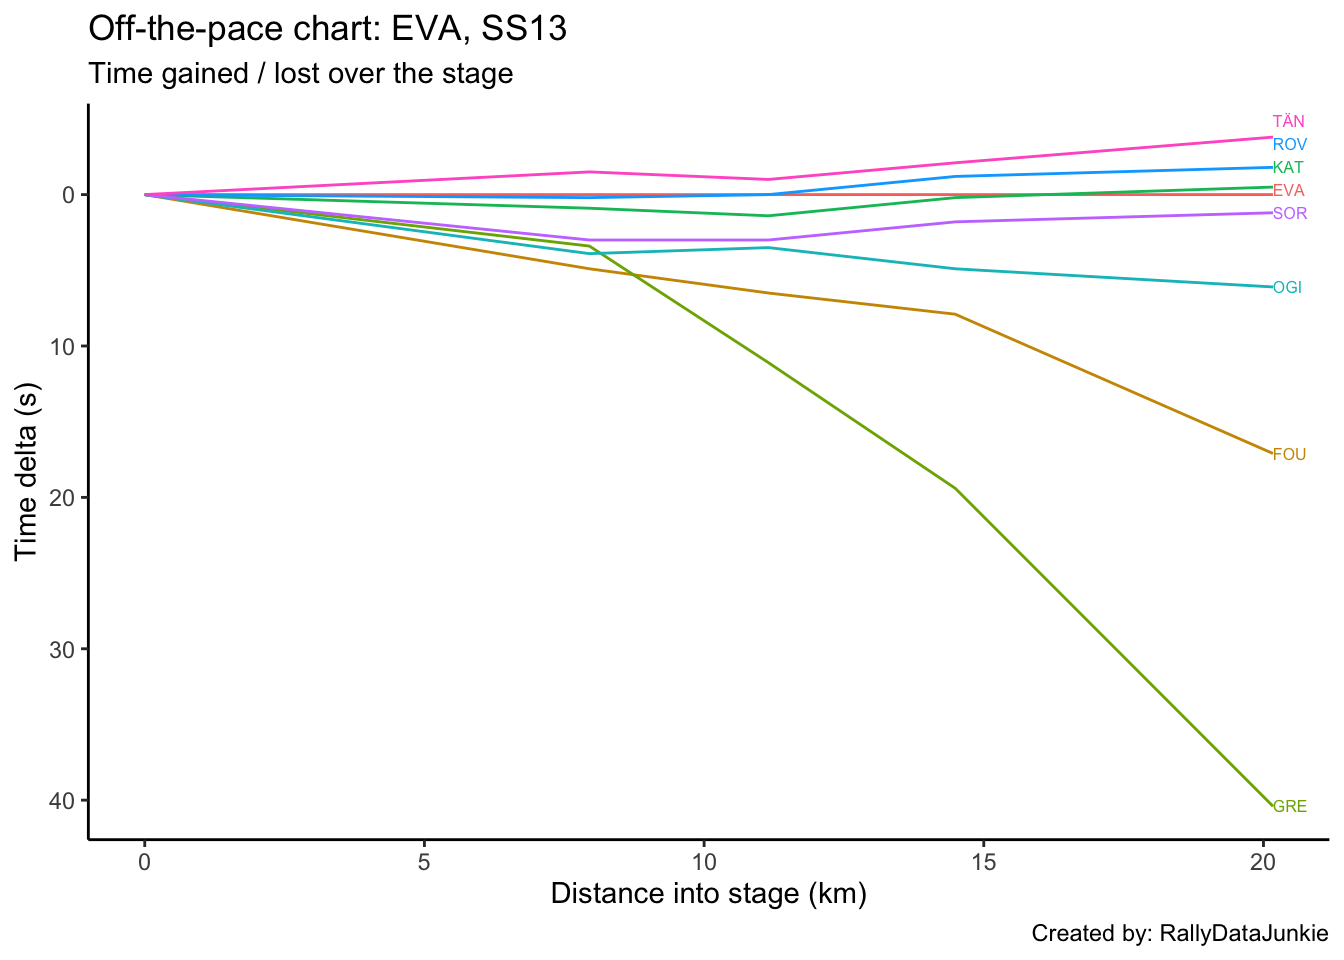 Off-the-pace chart: EVA, SS13
Time gained / lost over the stage
TÄN
ROV
KAT
EVA
SOR
OGI
FOU
GRE
0
10
20
30
40
Time delta (s)
0 5 10 15 20
Distance into stage (km)
Created by: RallyDataJunkie